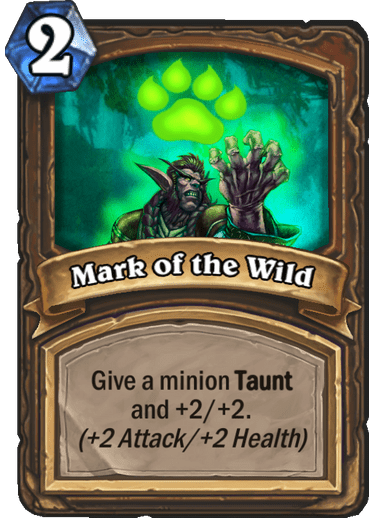 2
Mark of the Wild
Give a minion Taunt
and +2/+2.
(+2 Attack/+2 Health)